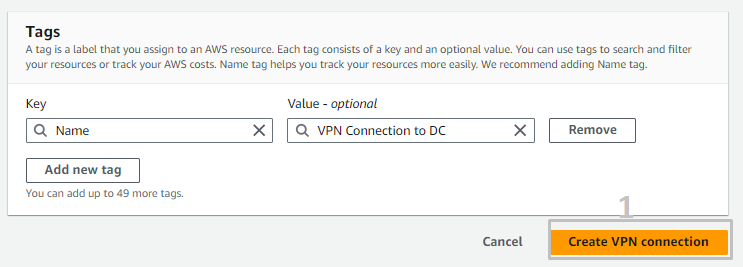 Tags
A tag is a label that you assign to an AWS resource. Each tag consists of a key and an optional value. You can use tags to search and filter
your resources or track your AWS costs. Name tag helps you track your resources more easily. We recommend adding Name tag.
Key
Value - optional
Name
VPN Connection to DC
Remove
Add new tag
You can add up to 49 more tags.
1
Cancel
Create VPN connection